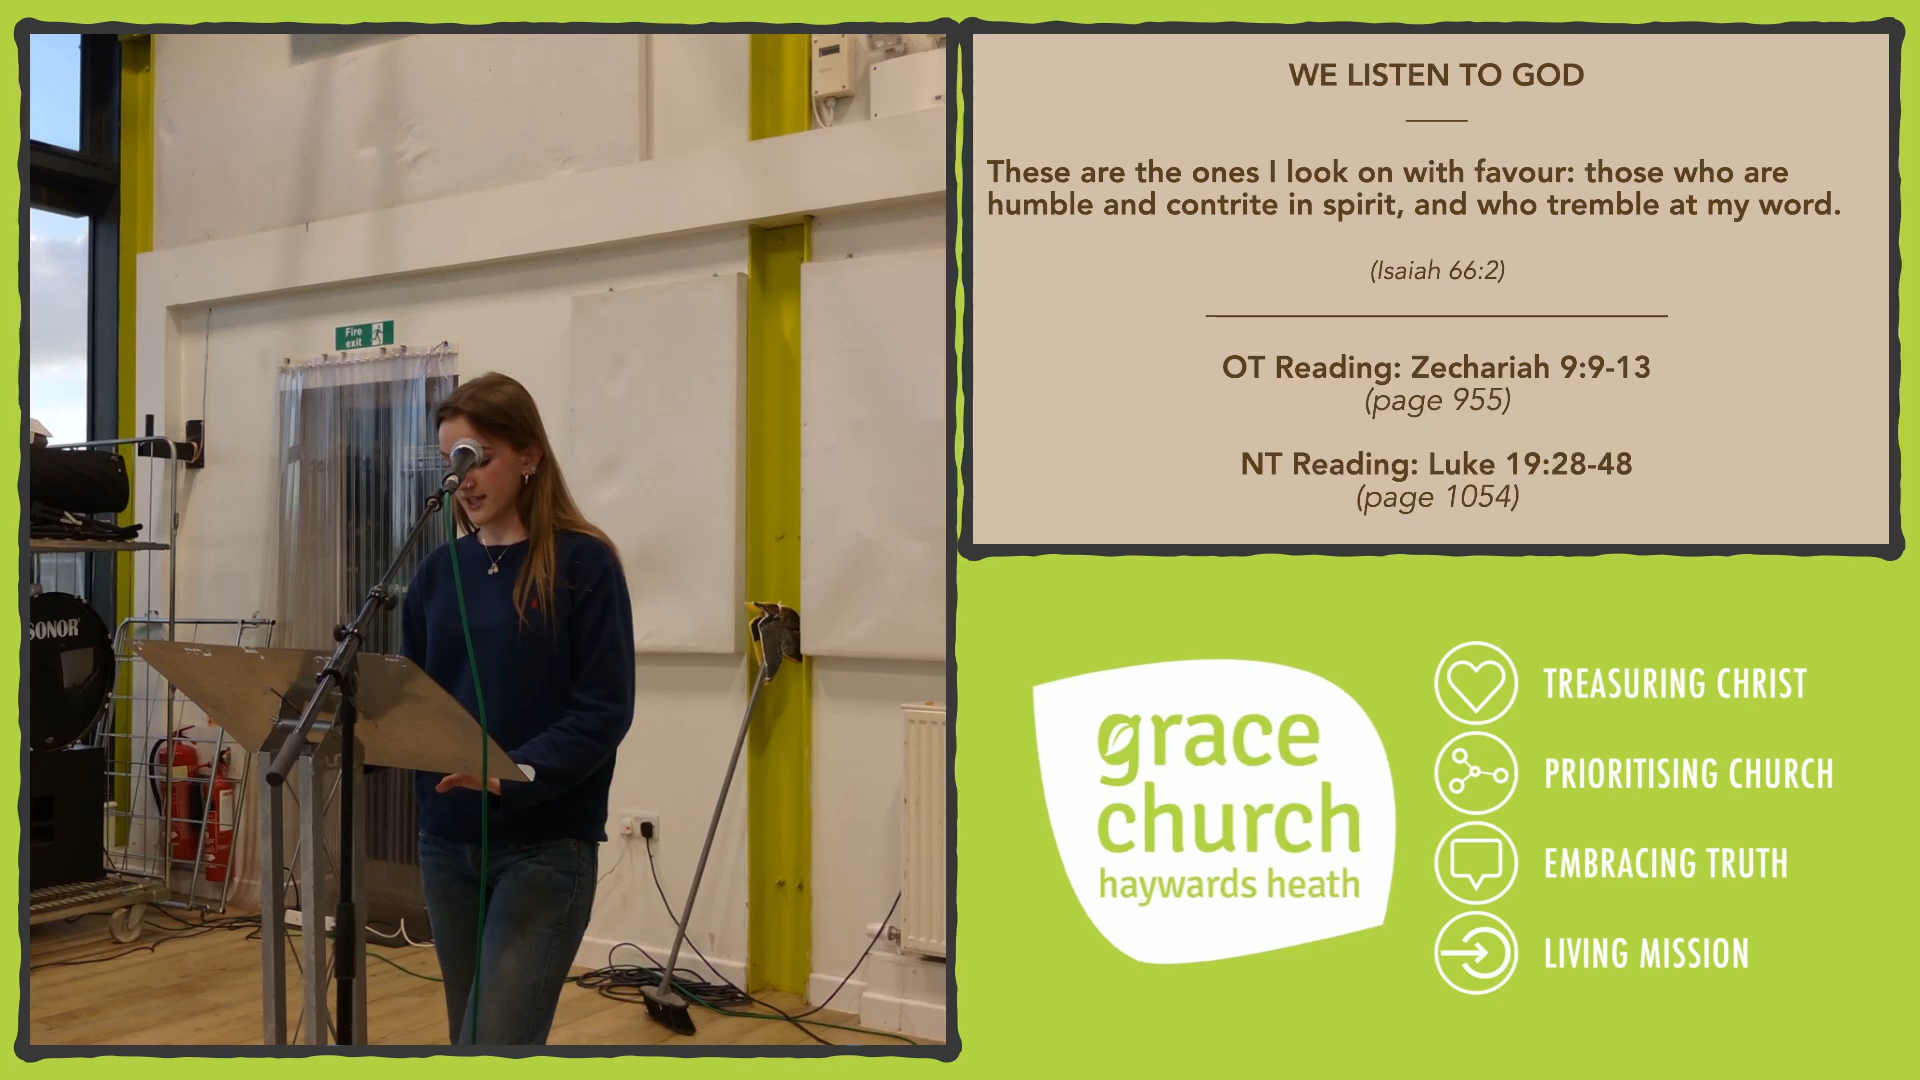 Fire
exit
SONOR
WE LISTEN TO GOD
These are the ones I look on with favour: those who are
humble and contrite in spirit, and who tremble at my word.
(Isaiah 66:2)
OT Reading: Zechariah 9:9-13
(page 955)
NT Reading: Luke 19:28-48
(page 1054)
grace
church
haywards heath
TREASURING CHRIST
PRIORITISING CHURCH
EMBRACING TRUTH
LIVING MISSION